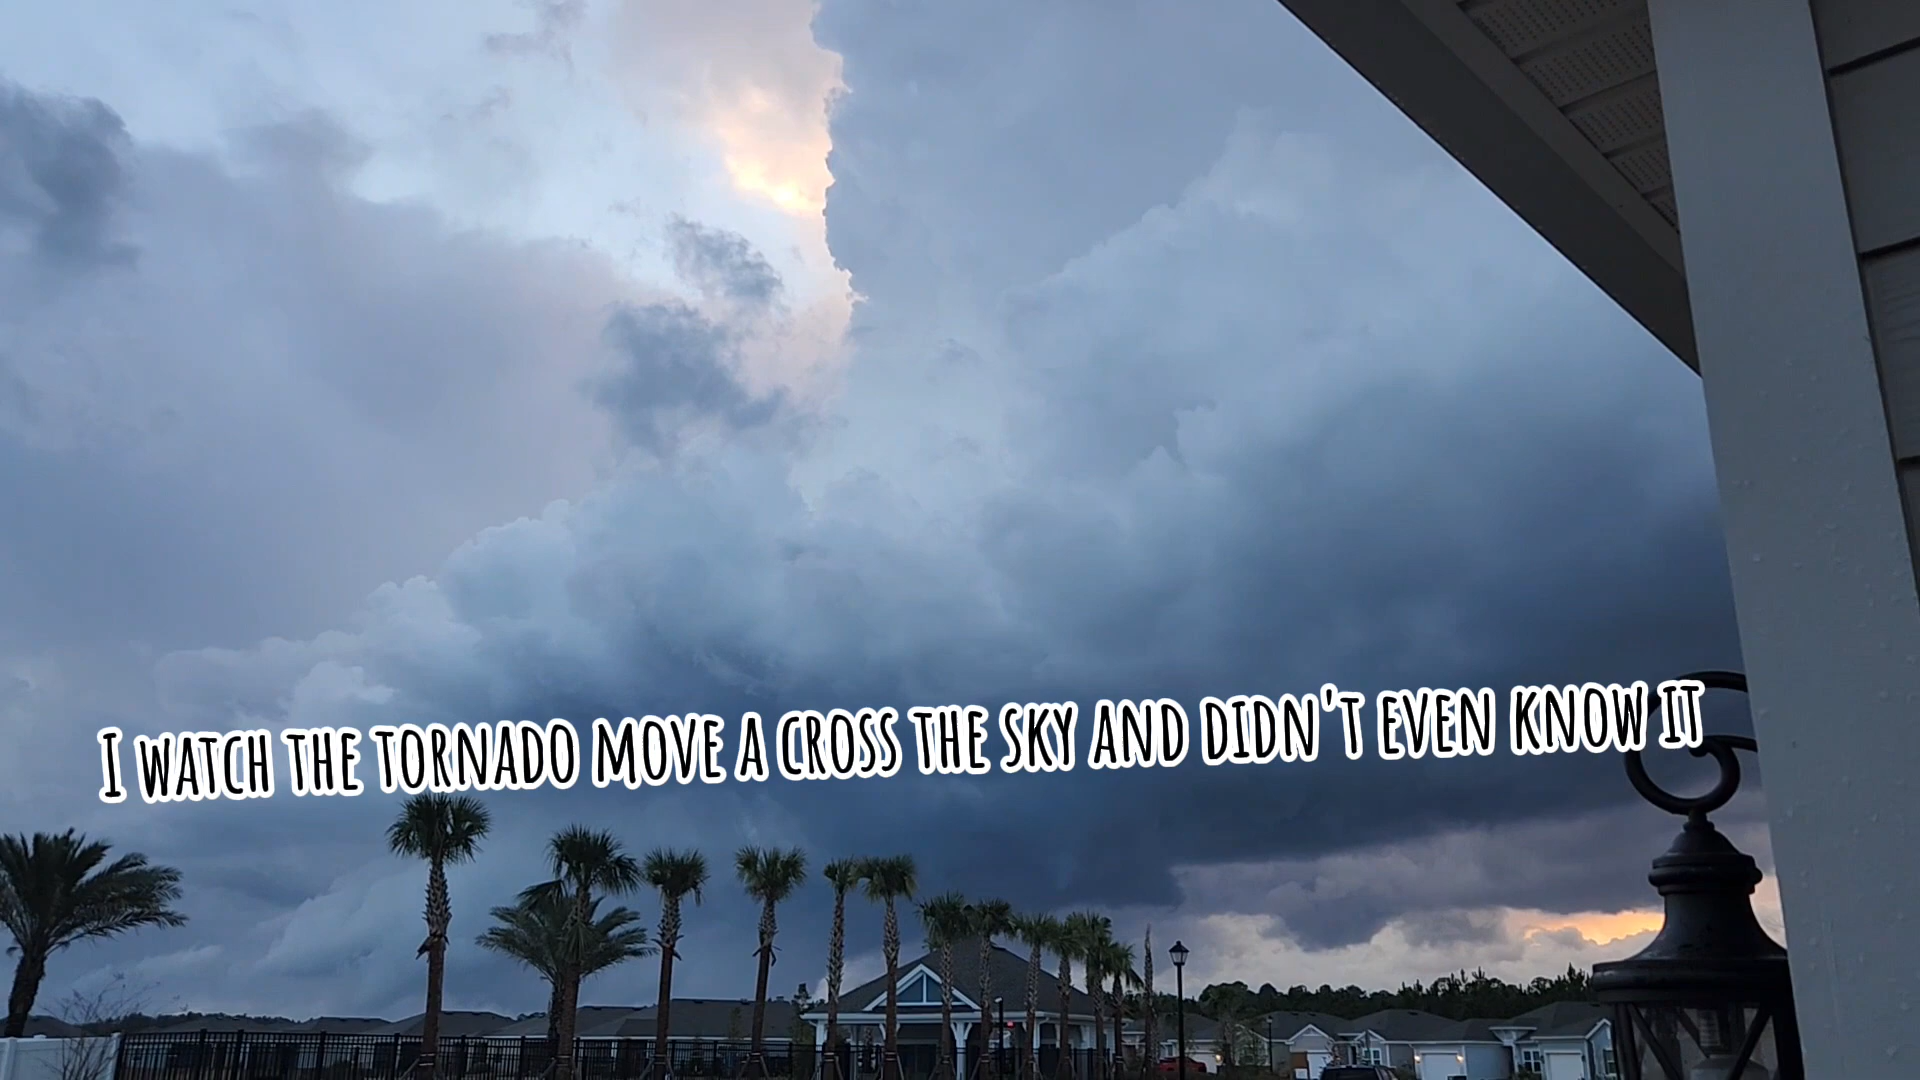 I WATCH THE TORNADO MOVE A CROSS THE SKY AND DIDN'T EVEN KNOW IT